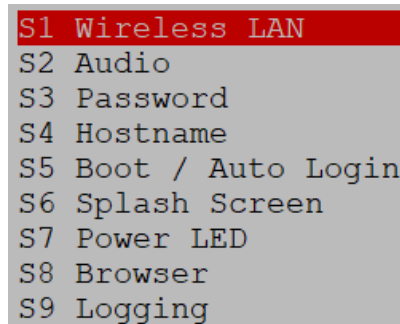 S1 Wireless LAN
S2 Audio
S3 Password
S4 Hostname
S5 Boot / Auto Login
S6 Splash Screen
S7 Power LED
S8 Browser
S9 Logging